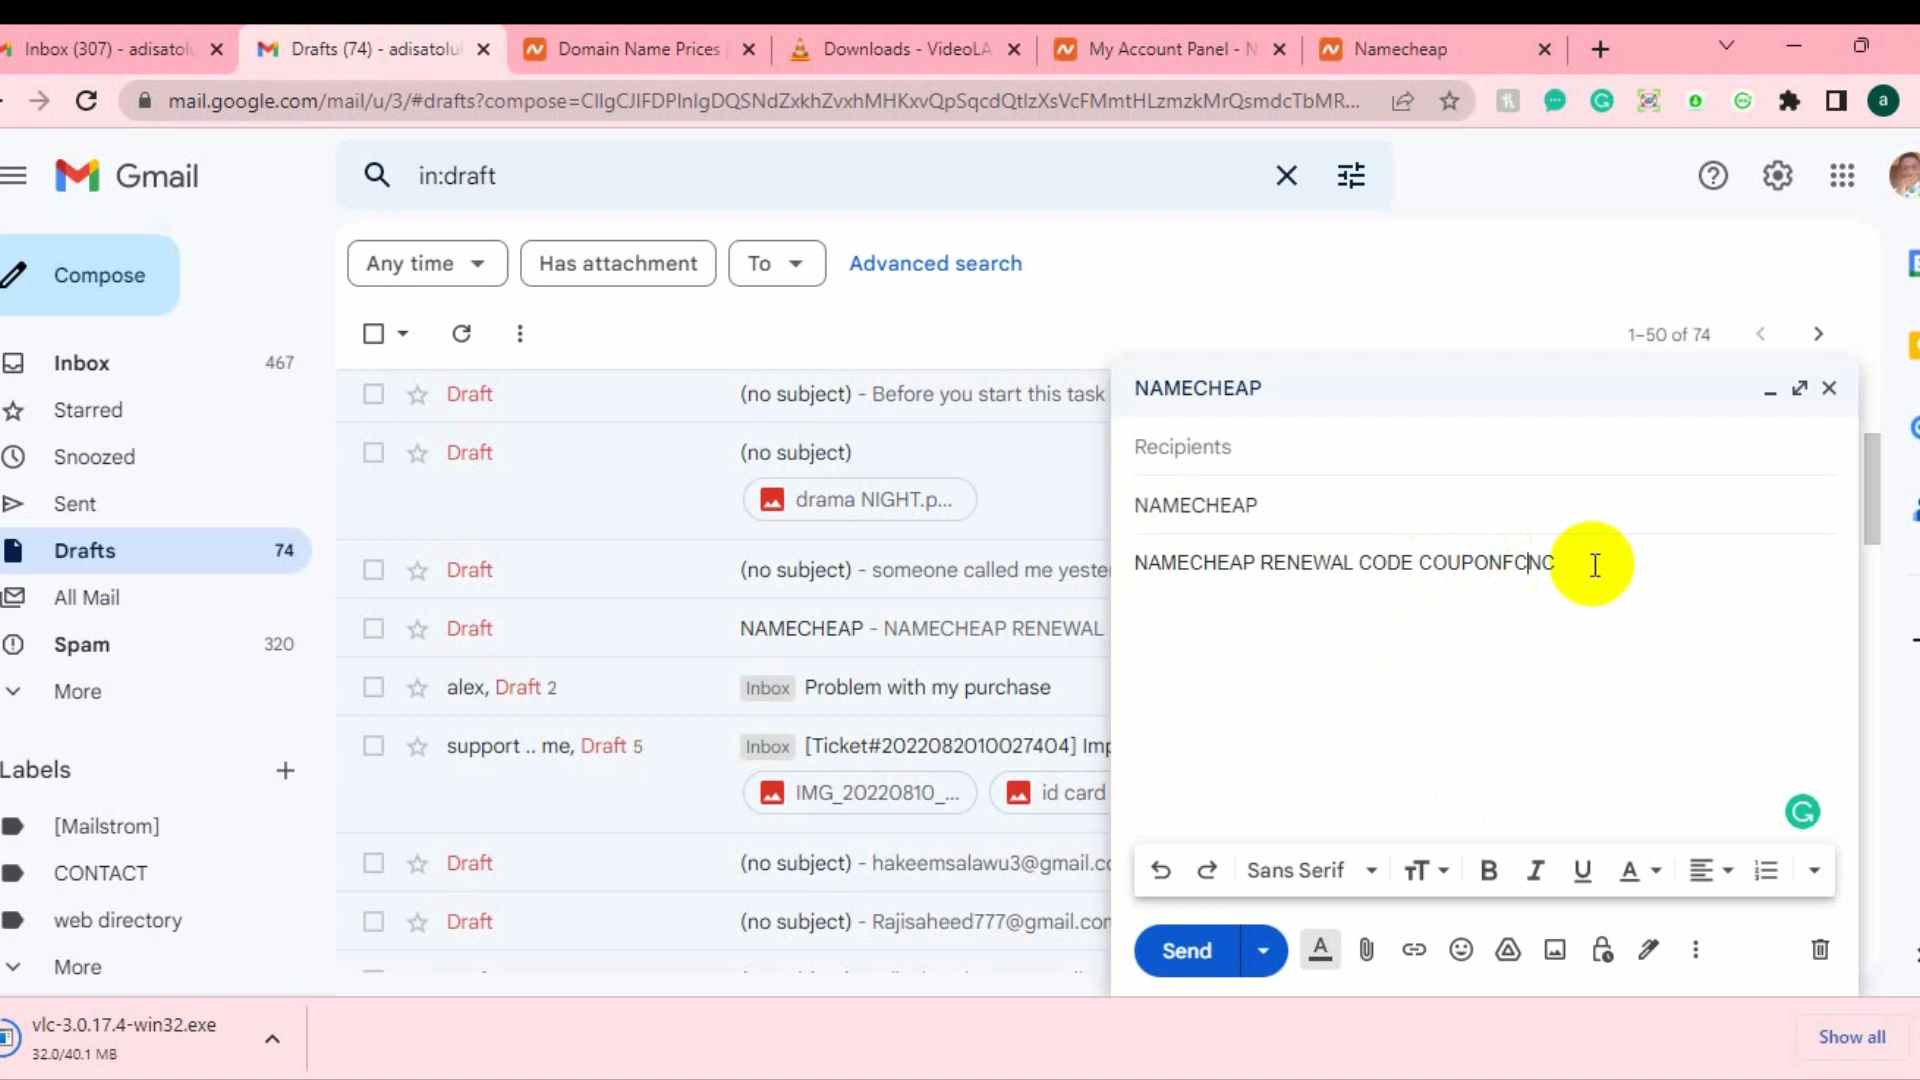 Inbox (307) - adisatolu
Drafts (74) - adisatolu
Domain Name Prices
Downloads - VideoLA
My Account Panel - N
Namecheap
mail.google.com/mail/u/3/#drafts?compose=CllgCJlFDPlnlgDQSNdZxkhZvxhMHKxvQpSqcdQtlzXsVcFMmtHLzmzkMrQsmdcTbMR...
a
Gmail
in:draft
Compose
Any time
Has attachment
To
Advanced search
1–50 of 74
Inbox 467
Starred
Snoozed
Sent
Drafts 74
All Mail
Spam 320
More
Labels
[Mailstrom]
CONTACT
web directory
More
Draft (no subject) - Before you start this task
Draft (no subject)
drama NIGHT.p...
Draft (no subject) - someone called me yeste
Draft NAMECHEAP - NAMECHEAP RENEWAL
alex, Draft 2 Inbox Problem with my purchase
support .. me, Draft 5 Inbox [Ticket#2022082010027404] Imp
IMG_20220810_... id card
Draft (no subject) - hakeemsalawu3@gmail.co
Draft (no subject) - Rajisaheed777@gmail.com
NAMECHEAP
Recipients
NAMECHEAP
NAMECHEAP RENEWAL CODE COUPONFCNC
Sans Serif
Send
vlc-3.0.17.4-win32.exe
32.0/40.1 MB
Show all